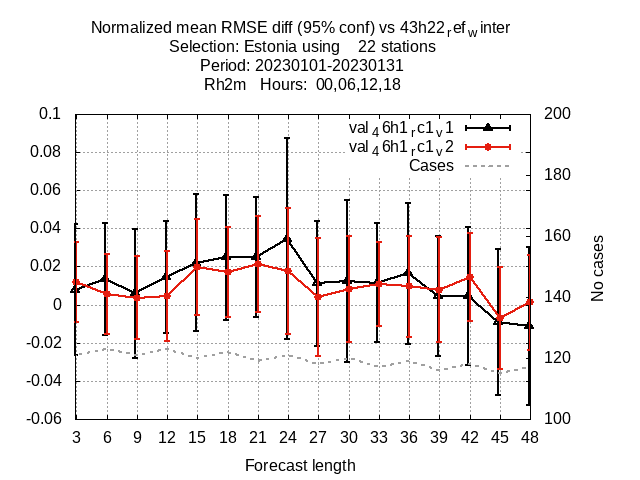 Normalized mean RMSE diff (95% conf) vs 43h22refwinter
Selection: Estonia using 22 stations
Period: 20230101-20230131
Rh2m Hours: 00,06,12,18
0.1 200
val46h1rc1v1
val46h1rc1v2
Cases
0.08 180
0.06
0.04 160
0.02
0 140
-0.02 120
-0.04
-0.06 100
No cases
3 6 9 12 15 18 21 24 27 30 33 36 39 42 45 48
Forecast length